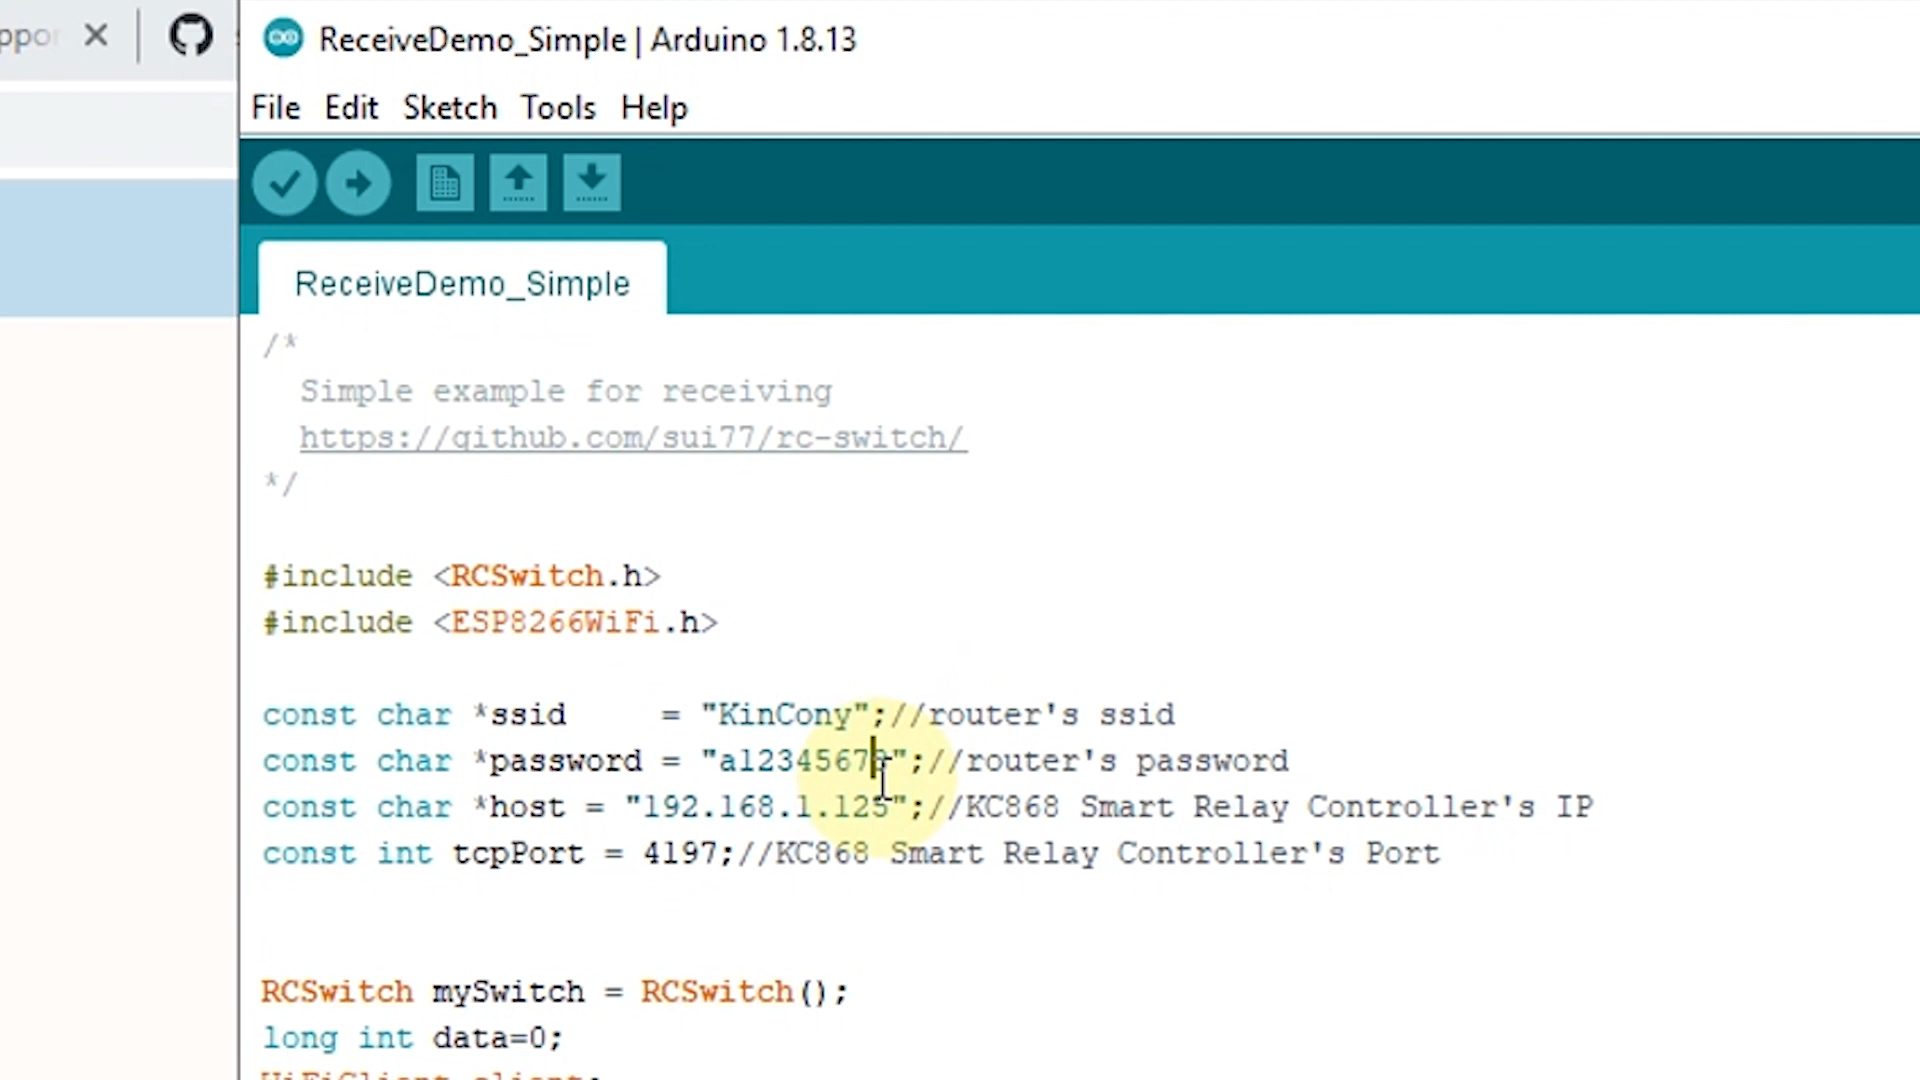 ReceiveDemo_Simple | Arduino 1.8.13
File Edit Sketch Tools Help
ReceiveDemo_Simple
/*
Simple example for receiving
https://github.com/sui77/rc-switch/
*/
#include <RCSwitch.h>
#include <ESP8266WiFi.h>
const char *ssid     = "KinCony";//router's ssid
const char *password = "a12345678";//router's password
const char *host = "192.168.1.125";//KC868 Smart Relay Controller's IP
const int tcpPort = 4197;//KC868 Smart Relay Controller's Port
RCSwitch mySwitch = RCSwitch();
long int data=0;
WiFiClient client;